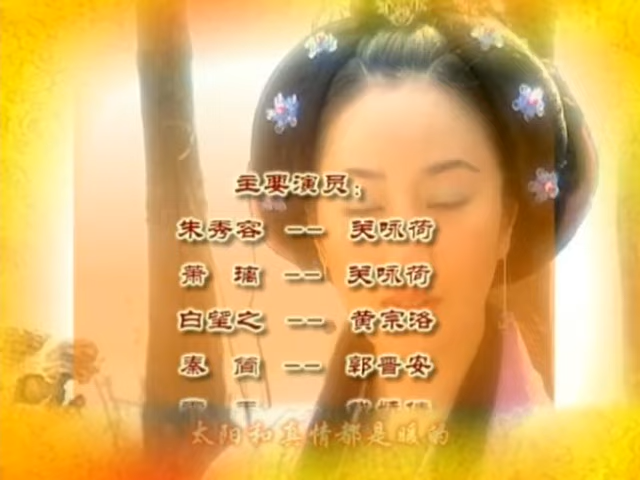 主要演员：
朱秀容 -- 关咏荷
萧 璃 -- 关咏荷
白望之 -- 黄宗洛
秦 简 -- 郭晋安
太阳和真情都是暖的